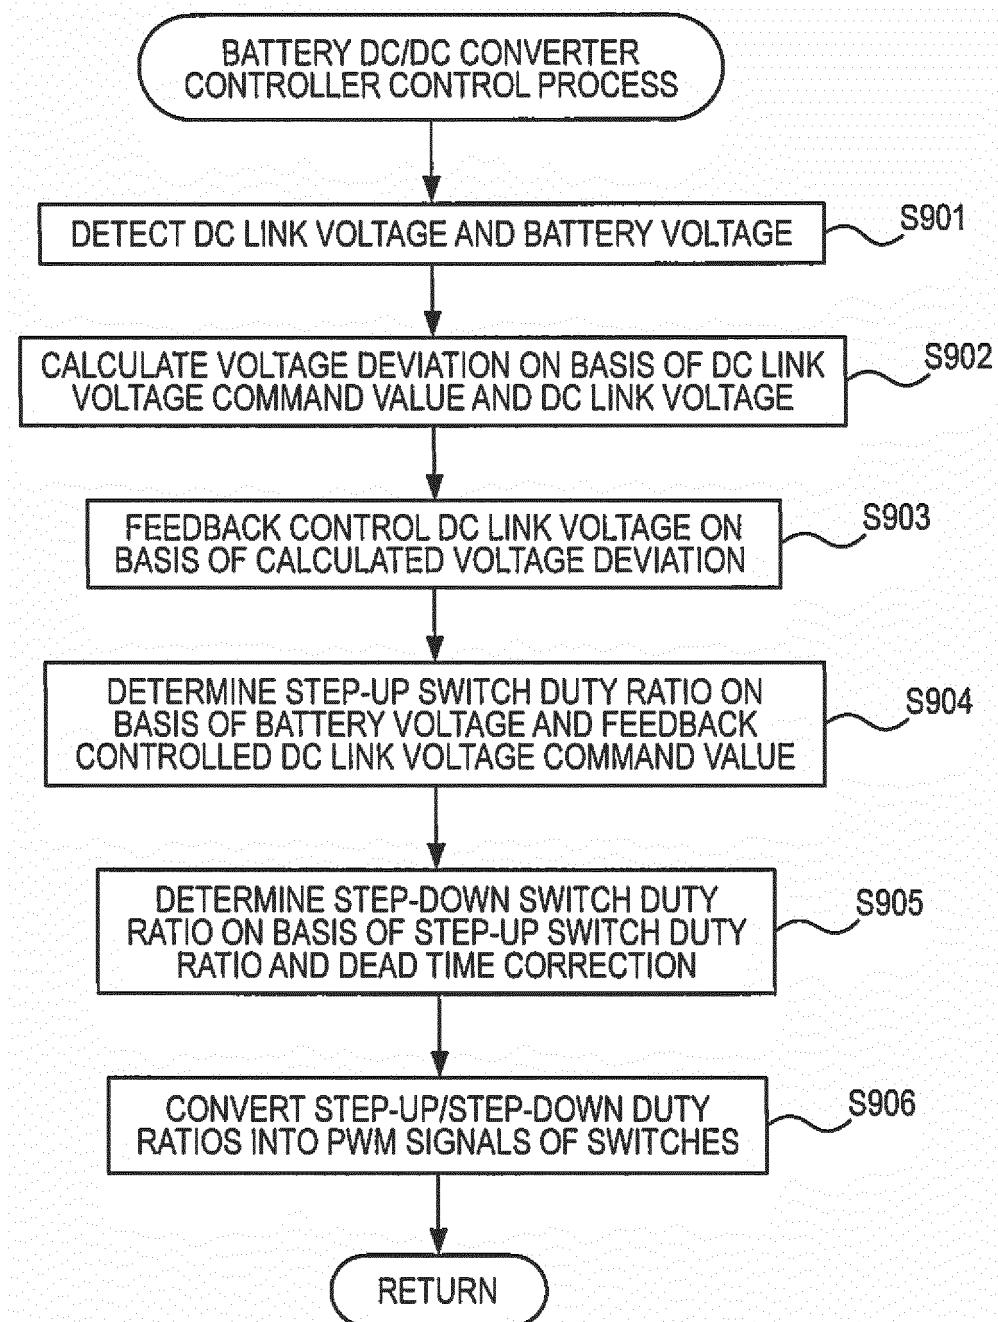 BATTERY DC/DC CONVERTER
CONTROLLER CONTROL PROCESS
DETECT DC LINK VOLTAGE AND BATTERY VOLTAGE
S901
CALCULATE VOLTAGE DEVIATION ON BASIS OF DC LINK
VOLTAGE COMMAND VALUE AND DC LINK VOLTAGE
S902
FEEDBACK CONTROL DC LINK VOLTAGE ON
BASIS OF CALCULATED VOLTAGE DEVIATION
S903
DETERMINE STEP-UP SWITCH DUTY RATIO ON
BASIS OF BATTERY VOLTAGE AND FEEDBACK
CONTROLLED DC LINK VOLTAGE COMMAND VALUE
S904
DETERMINE STEP-DOWN SWITCH DUTY
RATIO ON BASIS OF STEP-UP SWITCH DUTY
RATIO AND DEAD TIME CORRECTION
S905
CONVERT STEP-UP/STEP-DOWN DUTY
RATIOS INTO PWM SIGNALS OF SWITCHES
S906
RETURN